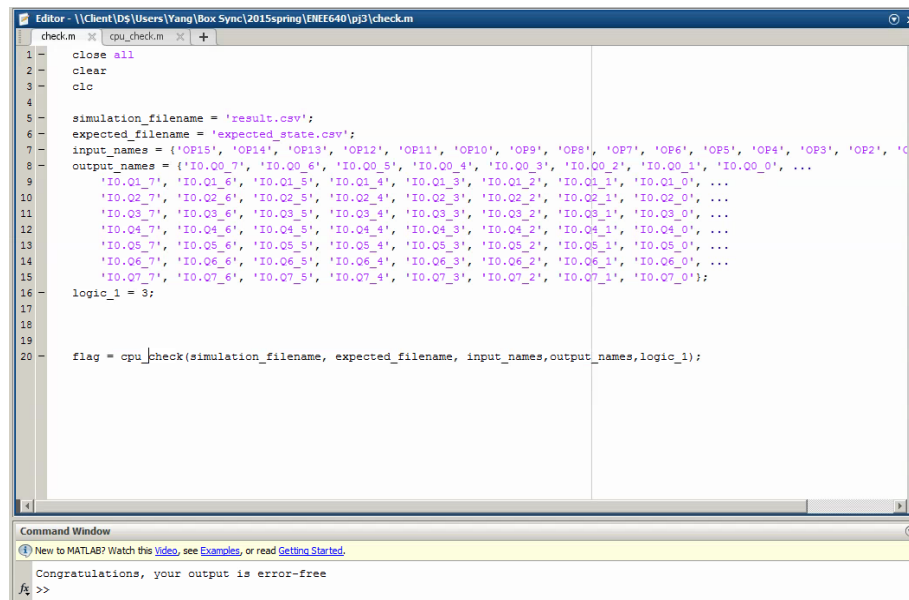 Editor - \\Client\D$\Users\Yang\Box Sync\2015spring\ENEE640\pj3\check.m
check.m × cpu_check.m × +
1 - close all
2 - clear
3 - clc
4
5 - simulation_filename = 'result.csv';
6 - expected_filename = 'expected_state.csv';
7 - input_names = {'OP15', 'OP14', 'OP13', 'OP12', 'OP11', 'OP10', 'OP9', 'OP8', 'OP7', 'OP6', 'OP5', 'OP4', 'OP3', 'OP2', '
8 - output_names = {'I0.Q0_7', 'I0.Q0_6', 'I0.Q0_5', 'I0.Q0_4', 'I0.Q0_3', 'I0.Q0_2', 'I0.Q0_1', 'I0.Q0_0', ...
9 'I0.Q1_7', 'I0.Q1_6', 'I0.Q1_5', 'I0.Q1_4', 'I0.Q1_3', 'I0.Q1_2', 'I0.Q1_1', 'I0.Q1_0', ...
10 'I0.Q2_7', 'I0.Q2_6', 'I0.Q2_5', 'I0.Q2_4', 'I0.Q2_3', 'I0.Q2_2', 'I0.Q2_1', 'I0.Q2_0', ...
11 'I0.Q3_7', 'I0.Q3_6', 'I0.Q3_5', 'I0.Q3_4', 'I0.Q3_3', 'I0.Q3_2', 'I0.Q3_1', 'I0.Q3_0', ...
12 'I0.Q4_7', 'I0.Q4_6', 'I0.Q4_5', 'I0.Q4_4', 'I0.Q4_3', 'I0.Q4_2', 'I0.Q4_1', 'I0.Q4_0', ...
13 'I0.Q5_7', 'I0.Q5_6', 'I0.Q5_5', 'I0.Q5_4', 'I0.Q5_3', 'I0.Q5_2', 'I0.Q5_1', 'I0.Q5_0', ...
14 'I0.Q6_7', 'I0.Q6_6', 'I0.Q6_5', 'I0.Q6_4', 'I0.Q6_3', 'I0.Q6_2', 'I0.Q6_1', 'I0.Q6_0', ...
15 'I0.Q7_7', 'I0.Q7_6', 'I0.Q7_5', 'I0.Q7_4', 'I0.Q7_3', 'I0.Q7_2', 'I0.Q7_1', 'I0.Q7_0'};
16 - logic_1 = 3;
17
18
19
20 - flag = cpu_check(simulation_filename, expected_filename, input_names,output_names,logic_1);
Command Window
New to MATLAB? Watch this Video, see Examples, or read Getting Started.
Congratulations, your output is error-free
fx >>